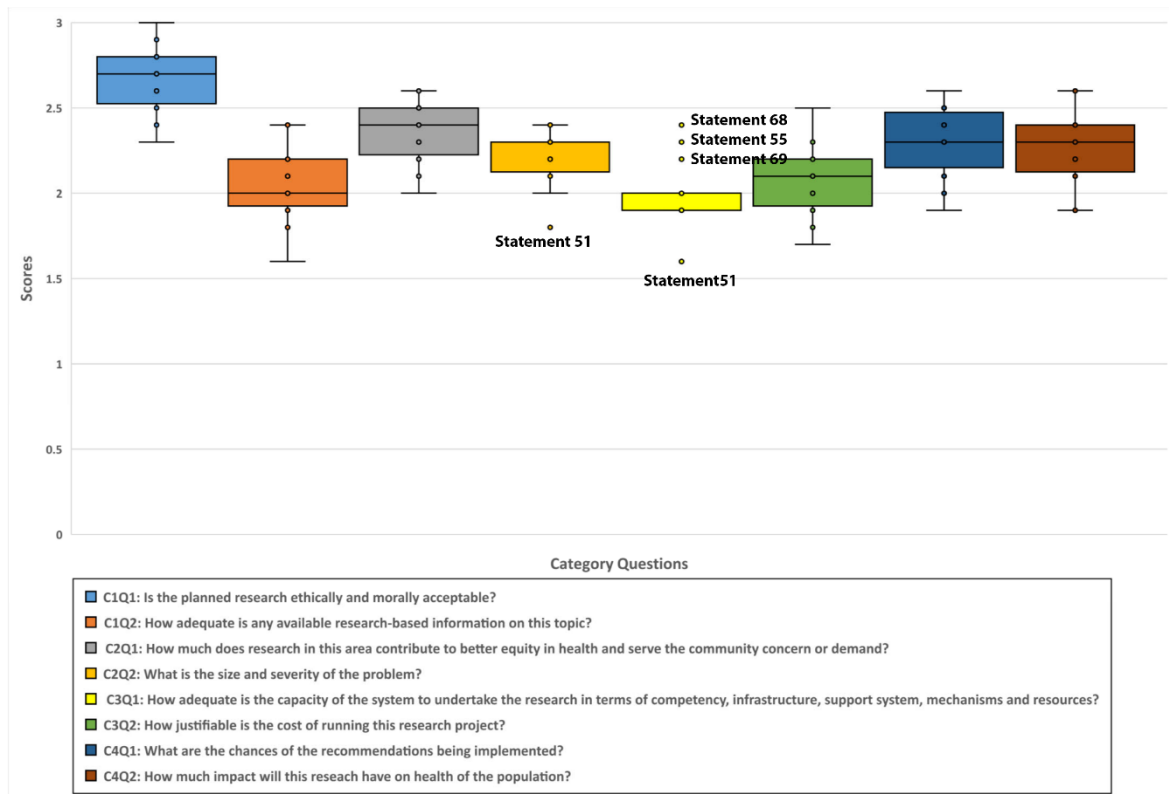 3
2.5
2
1.5
1
0.5
0
Scores
Statement 68
Statement 55
Statement 69
Statement 51
Statement51
Category Questions
C1Q1: Is the planned research ethically and morally acceptable?
C1Q2: How adequate is any available research-based information on this topic?
C2Q1: How much does research in this area contribute to better equity in health and serve the community concern or demand?
C2Q2: What is the size and severity of the problem?
C3Q1: How adequate is the capacity of the system to undertake the research in terms of competency, infrastructure, support system, mechanisms and resources?
C3Q2: How justifiable is the cost of running this research project?
C4Q1: What are the chances of the recommendations being implemented?
C4Q2: How much impact will this reseach have on health of the population?